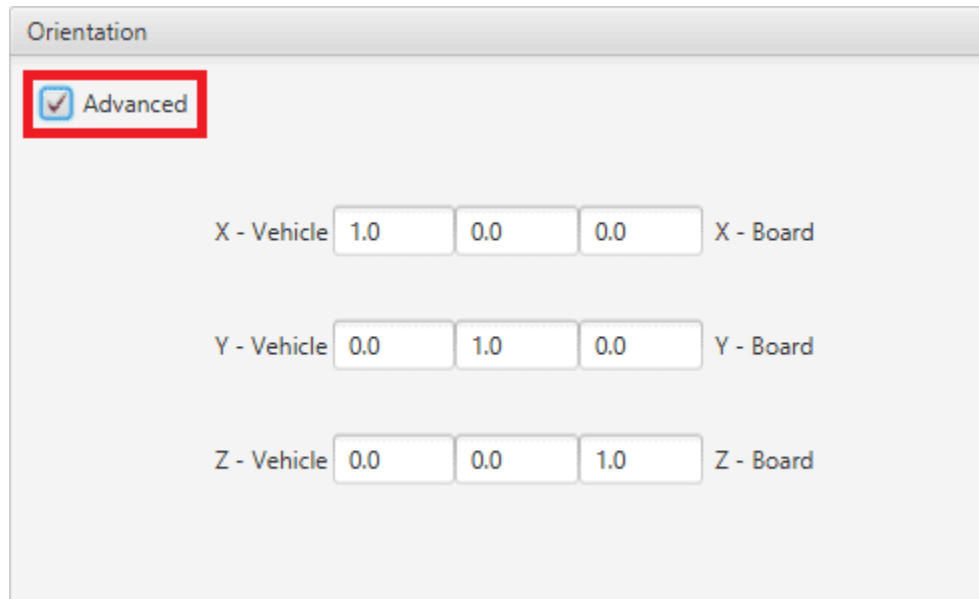 Orientation
Advanced
X - Vehicle 1.0 0.0 0.0 X - Board
Y - Vehicle 0.0 1.0 0.0 Y - Board
Z - Vehicle 0.0 0.0 1.0 Z - Board